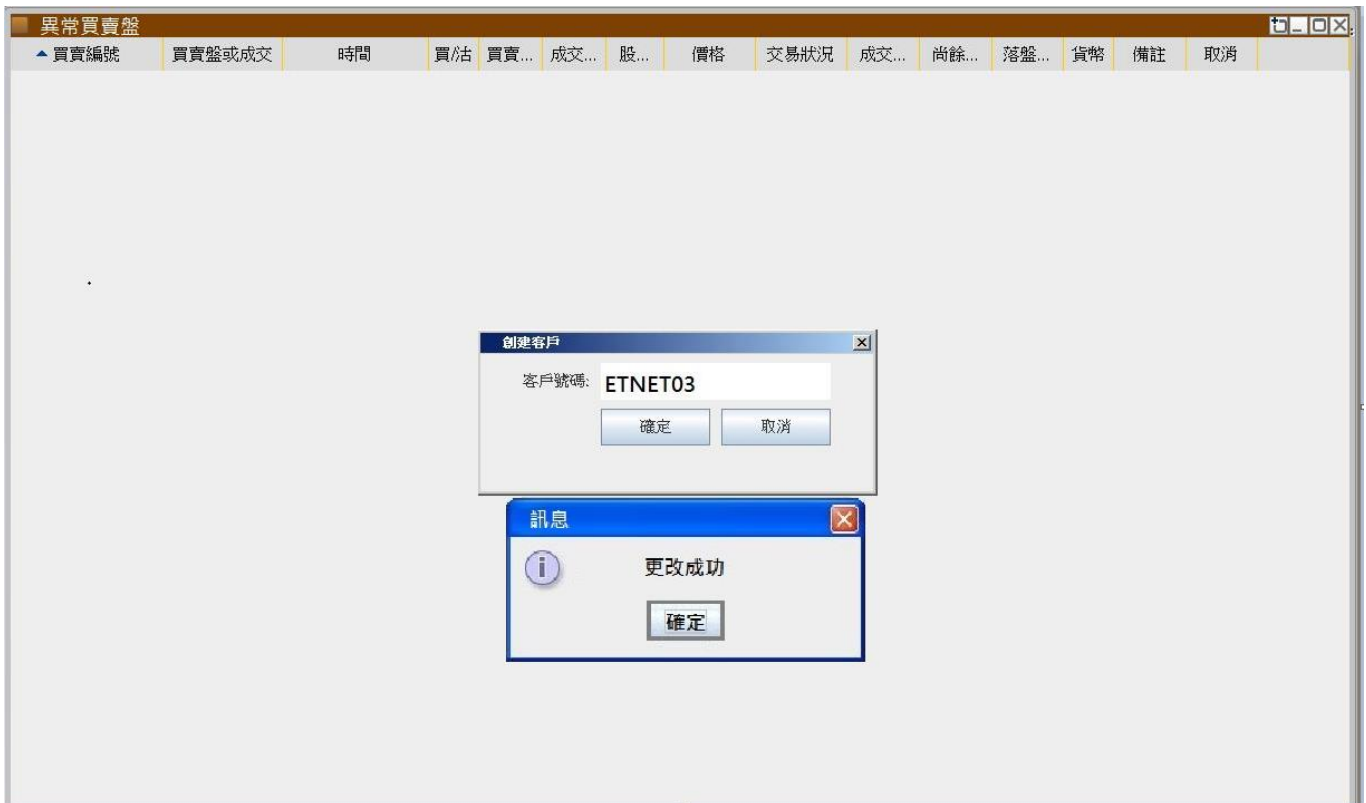 異常買賣盤
買賣編號 買賣盤或成交 時間 買/沽 買賣... 成交... 股... 價格 交易狀況 成交... 尚餘... 落盤... 貨幣 備註 取消
創建客戶
客戶號碼: ETNET03
確定 取消
訊息
更改成功
確定